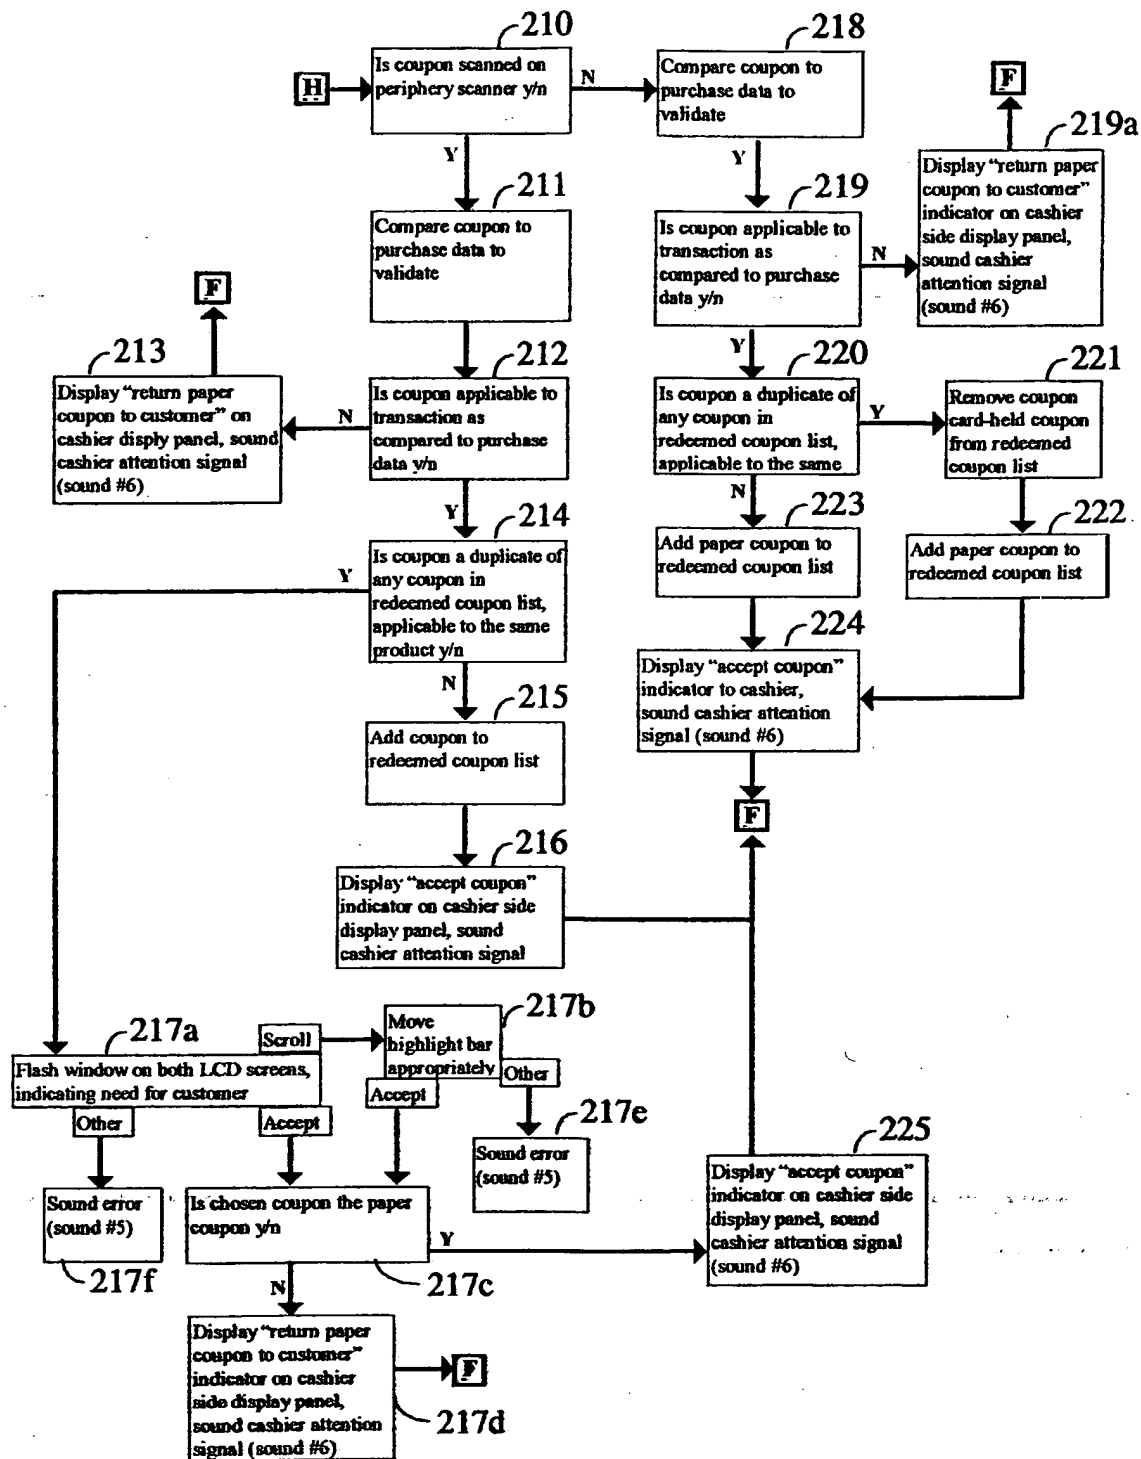 210
H
Is coupon scanned on
periphery scanner y/n
N
218
Compare coupon to
purchase data to
validate
F
219a
Display "return paper
coupon to customer"
indicator on cashier
side display panel,
sound cashier
attention signal
(sound #6)
Y
211
Compare coupon to
purchase data to
validate
Y
219
Is coupon applicable to
transaction as
compared to purchase
data y/n
N
F
213
Display "return paper
coupon to customer" on
cashier disply panel, sound
cashier attention signal
(sound #6)
212
Is coupon applicable to
transaction as
compared to purchase
data y/n
N
Y
220
Is coupon a duplicate of
any coupon in
redeemed coupon list,
applicable to the same
Y
221
Remove coupon
card-held coupon
from redeemed
coupon list
Y
214
Is coupon a duplicate of
any coupon in
redeemed coupon list,
applicable to the same
product y/n
Y
N
223
Add paper coupon to
redeemed coupon list
222
Add paper coupon to
redeemed coupon list
N
215
Add coupon to
redeemed coupon list
224
Display "accept coupon"
indicator to cashier,
sound cashier attention
signal (sound #6)
F
216
Display "accept coupon"
indicator on cashier side
display panel, sound
cashier attention signal
217a
Scroll
Flash window on both LCD screens,
indicating need for customer
Other
Accept
217b
Move
highlight bar
appropriately
Accept
Other
217e
Sound error
(sound #5)
Sound error
(sound #5)
217f
Is chosen coupon the paper
coupon y/n
Y
217c
225
Display "accept coupon"
indicator on cashier side
display panel, sound
cashier attention signal
(sound #6)
N
Display "return paper
coupon to customer"
indicator on cashier
side display panel,
sound cashier attention
signal (sound #6)
F
217d